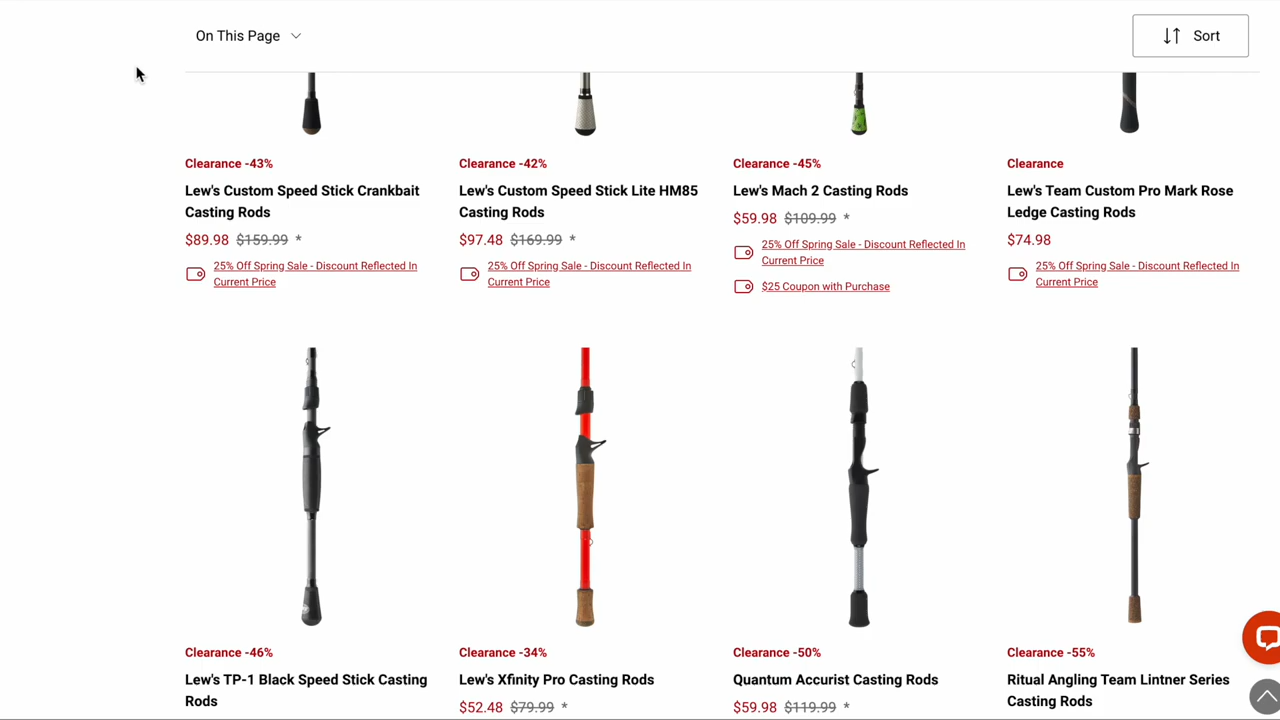 On This Page
Sort
Clearance -43%
Lew's Custom Speed Stick Crankbait
Casting Rods
$89.98 $159.99 *
25% Off Spring Sale - Discount Reflected In
Current Price
Clearance -42%
Lew's Custom Speed Stick Lite HM85
Casting Rods
$97.48 $169.99 *
25% Off Spring Sale - Discount Reflected In
Current Price
Clearance -45%
Lew's Mach 2 Casting Rods
$59.98 $109.99 *
25% Off Spring Sale - Discount Reflected In
Current Price
$25 Coupon with Purchase
Clearance
Lew's Team Custom Pro Mark Rose
Ledge Casting Rods
$74.98
25% Off Spring Sale - Discount Reflected In
Current Price
Clearance -46%
Lew's TP-1 Black Speed Stick Casting
Rods
Clearance -34%
Lew's Xfinity Pro Casting Rods
$52.48 $79.99 *
Clearance -50%
Quantum Accurist Casting Rods
$59.98 $119.99 *
Clearance -55%
Ritual Angling Team Lintner Series
Casting Rods